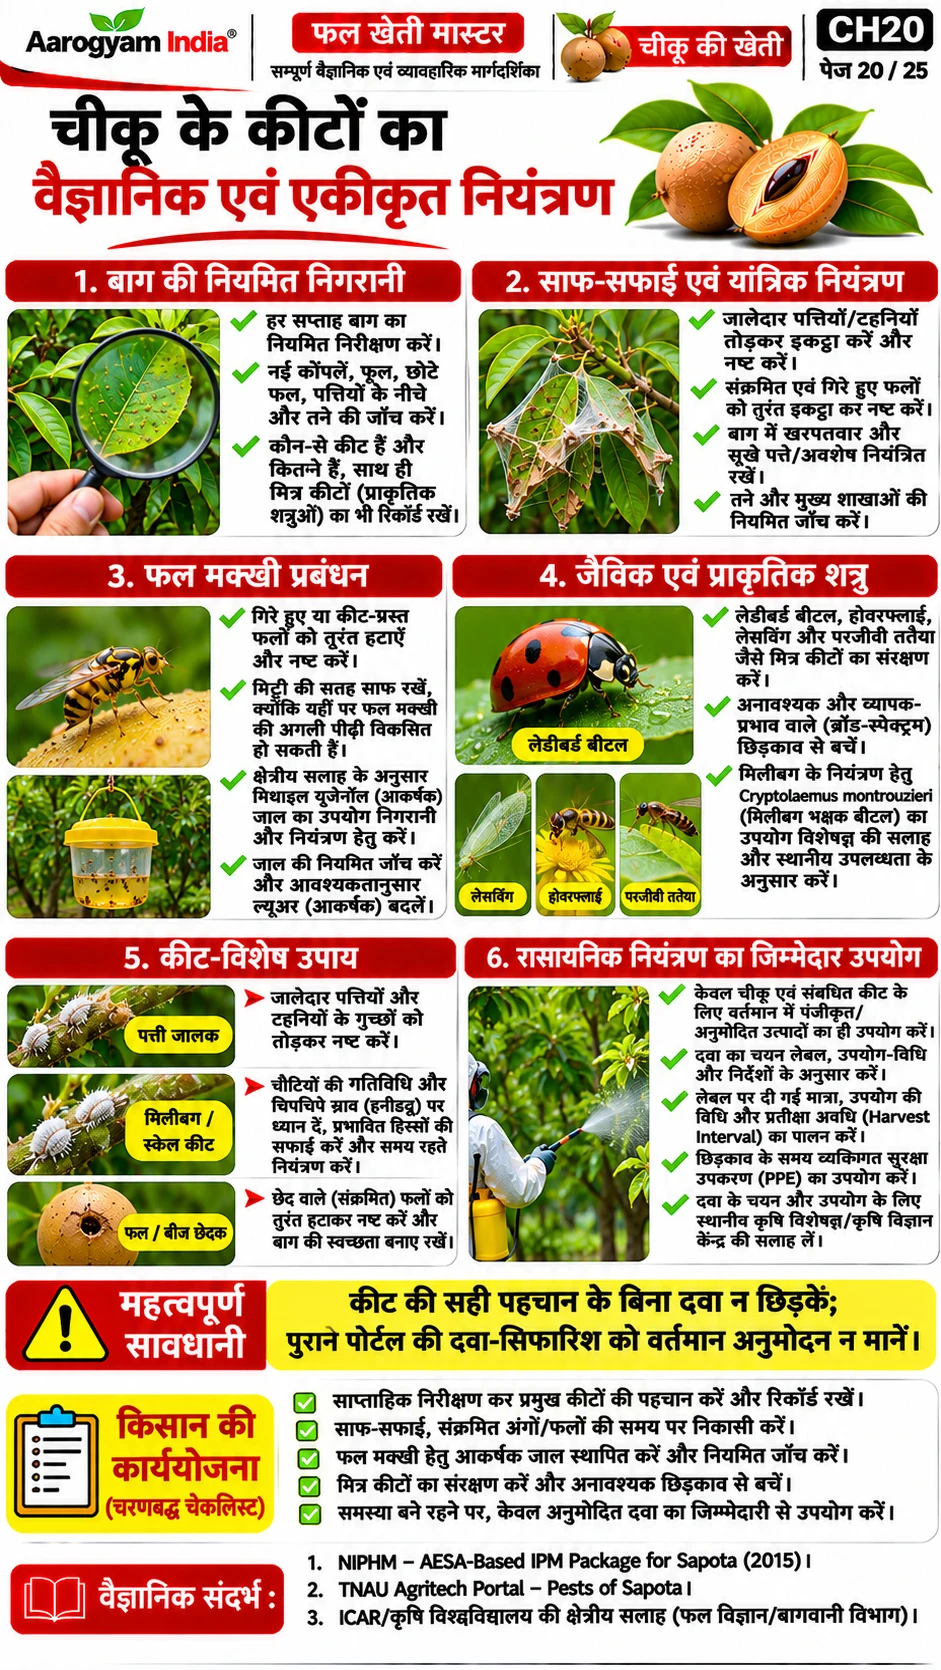 Aarogyam India®
फल खेती मास्टर
सम्पूर्ण वैज्ञानिक एवं व्यावहारिक मार्गदर्शिका
चीकू की खेती
CH20
पेज 20 / 25
चीकू के कीटों का
वैज्ञानिक एवं एकीकृत नियंत्रण
1. बाग की नियमित निगरानी
हर सप्ताह बाग का
नियमित निरीक्षण करें।
नई कोंपलें, फूल, छोटे
फल, पत्तियों के नीचे
और तने की जाँच करें।
कौन-से कीट हैं और
कितने हैं, साथ ही
मित्र कीटों (प्राकृतिक
शत्रुओं) का भी रिकॉर्ड रखें।
2. साफ-सफाई एवं यांत्रिक नियंत्रण
जालेदार पत्तियों/टहनियों
तोड़कर इकट्ठा करें और
नष्ट करें।
संक्रमित एवं गिरे हुए फलों
को तुरंत इकट्ठा कर नष्ट करें।
बाग में खरपतवार और
सूखे पत्ते/अवशेष नियंत्रित
रखें।
तने और मुख्य शाखाओं की
नियमित जाँच करें।
3. फल मक्खी प्रबंधन
गिरे हुए या कीट-ग्रस्त
फलों को तुरंत हटाएँ
और नष्ट करें।
मिट्टी की सतह साफ रखें,
क्योंकि यहीं पर फल मक्खी
की अगली पीढ़ी विकसित
हो सकती हैं।
क्षेत्रीय सलाह के अनुसार
मिथाइल यूजेनॉल (आकर्षक)
जाल का उपयोग निगरानी
और नियंत्रण हेतु करें।
जाल की नियमित जाँच करें
और आवश्यकतानुसार
ल्यूअर (आकर्षक) बदलें।
4. जैविक एवं प्राकृतिक शत्रु
लेडीबर्ड बीटल
लेसविंग
होवरफ्लाई
परजीवी ततैया
लेडीबर्ड बीटल, होवरफ्लाई,
लेसविंग और परजीवी ततैया
जैसे मित्र कीटों का संरक्षण
करें।
अनावश्यक और व्यापक-
प्रभाव वाले (ब्रॉड-स्पेक्ट्रम)
छिड़काव से बचें।
मिलीबग के नियंत्रण हेतु
Cryptolaemus montrouzieri
(मिलीबग भक्षक बीटल) का
उपयोग विशेषज्ञ की सलाह
और स्थानीय उपलब्धता के
अनुसार करें।
5. कीट-विशेष उपाय
पत्ती जालक
जालेदार पत्तियों और
टहनियों के गुच्छों को
तोड़कर नष्ट करें।
मिलीबग /
स्केल कीट
चींटियों की गतिविधि और
चिपचिपे स्राव (हनीडयू) पर
ध्यान दें, प्रभावित हिस्सों की
सफाई करें और समय रहते
नियंत्रण करें।
फल / बीज छेदक
छेद वाले (संक्रमित) फलों को
तुरंत हटाकर नष्ट करें और
बाग की स्वच्छता बनाए रखें।
6. रासायनिक नियंत्रण का जिम्मेदार उपयोग
केवल चीकू एवं संबधित कीट के
लिए वर्तमान में पंजीकृत/
अनुमोदित उत्पादों का ही उपयोग करें।
दवा का चयन लेबल, उपयोग-विधि
और निर्देशों के अनुसार करें।
लेबल पर दी गई मात्रा, उपयोग की
विधि और प्रतीक्षा अवधि (Harvest
Interval) का पालन करें।
छिड़काव के समय व्यक्तिगत सुरक्षा
उपकरण (PPE) का उपयोग करें।
दवा के चयन और उपयोग के लिए
कृषि विशेषज्ञ/कृषि विज्ञान
केंद्र की सलाह लें।
महत्वपूर्ण
सावधानी
कीट की सही पहचान के बिना दवा न छिड़कें;
पुराने पोर्टल की दवा-सिफारिश को वर्तमान अनुमोदन न मानें।
किसान की
कार्ययोजना
(चरणबद्ध चेकलिस्ट)
साप्ताहिक निरीक्षण कर प्रमुख कीटों की पहचान करें और रिकॉर्ड रखें।
साफ-सफाई, संक्रमित अंगों/फलों की समय पर निकासी करें।
फल मक्खी हेतु आकर्षक जाल स्थापित करें और नियमित जाँच करें।
मित्र कीटों का संरक्षण करें और अनावश्यक छिड़काव से बचें।
समस्या बने रहने पर, केवल अनुमोदित दवा का जिम्मेदारी से उपयोग करें।
वैज्ञानिक संदर्भ :
1. NIPHM – AESA-Based IPM Package for Sapota (2015)।
2. TNAU Agritech Portal – Pests of Sapota।
3. ICAR/कृषि की क्षेत्रीय सलाह (फल विज्ञान/बागवानी विभाग)।